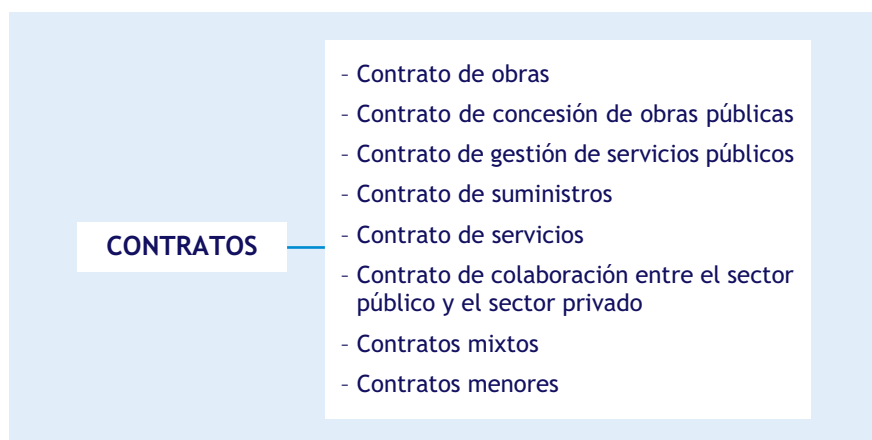 CONTRATOS
– Contrato de obras
– Contrato de concesión de obras públicas
– Contrato de gestión de servicios públicos
– Contrato de suministros
– Contrato de servicios
– Contrato de colaboración entre el sector
público y el sector privado
– Contratos mixtos
– Contratos menores